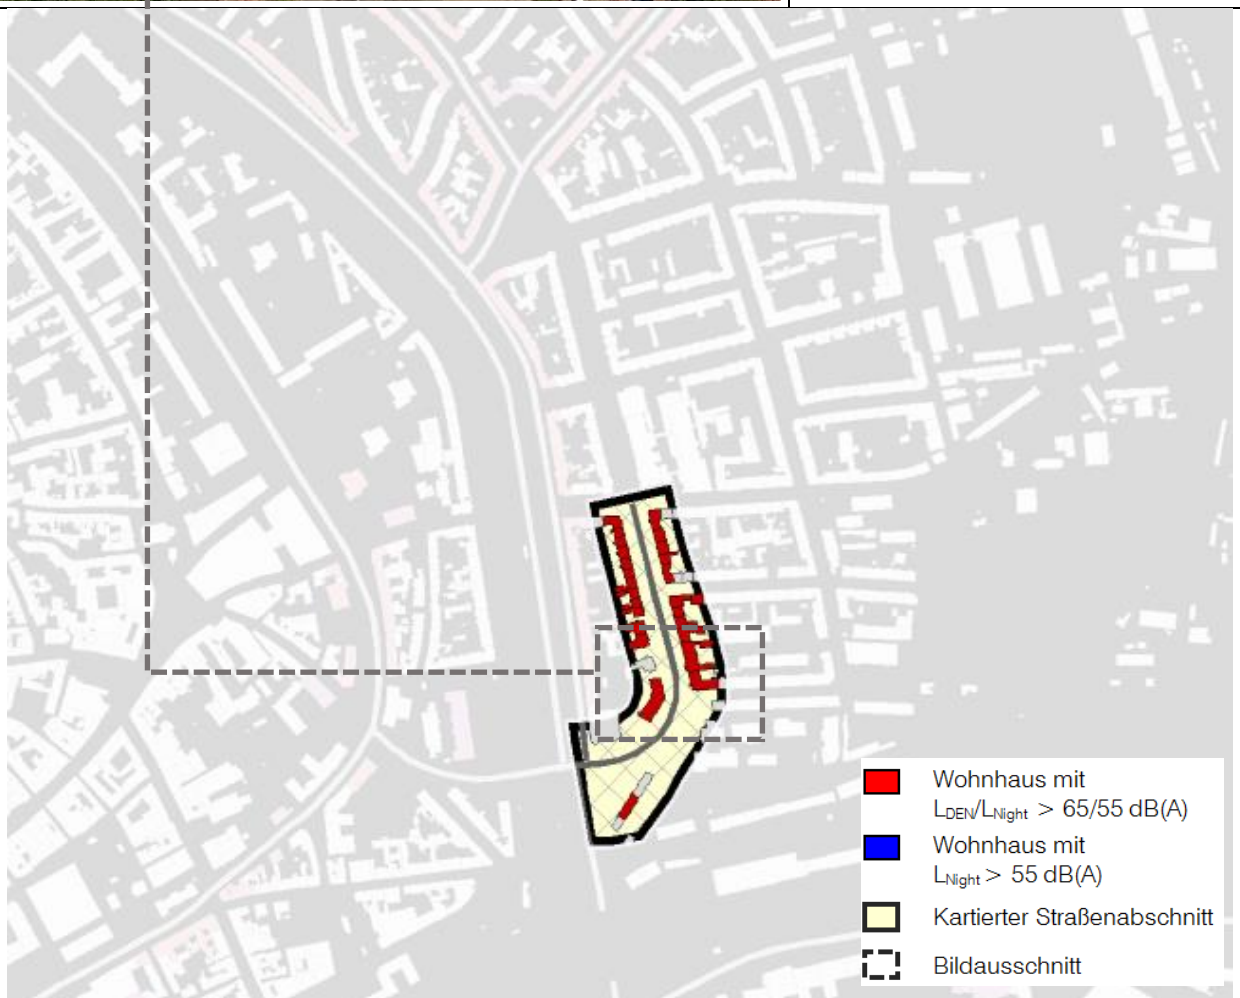 Wohnhaus mit
LDEN/LNight > 65/55 dB(A)
Wohnhaus mit
LNight > 55 dB(A)
Kartierter Straßenabschnitt
Bildausschnitt